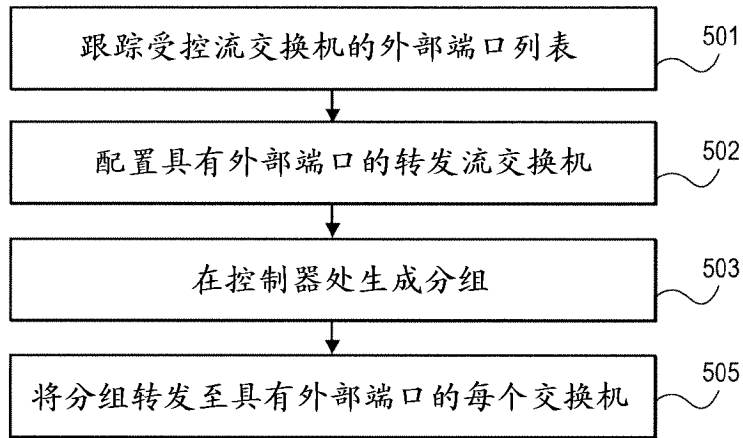 跟踪受控流交换机的外部端口列表
501
配置具有外部端口的转发流交换机
502
在控制器处生成分组
503
将分组转发至具有外部端口的每个交换机
505